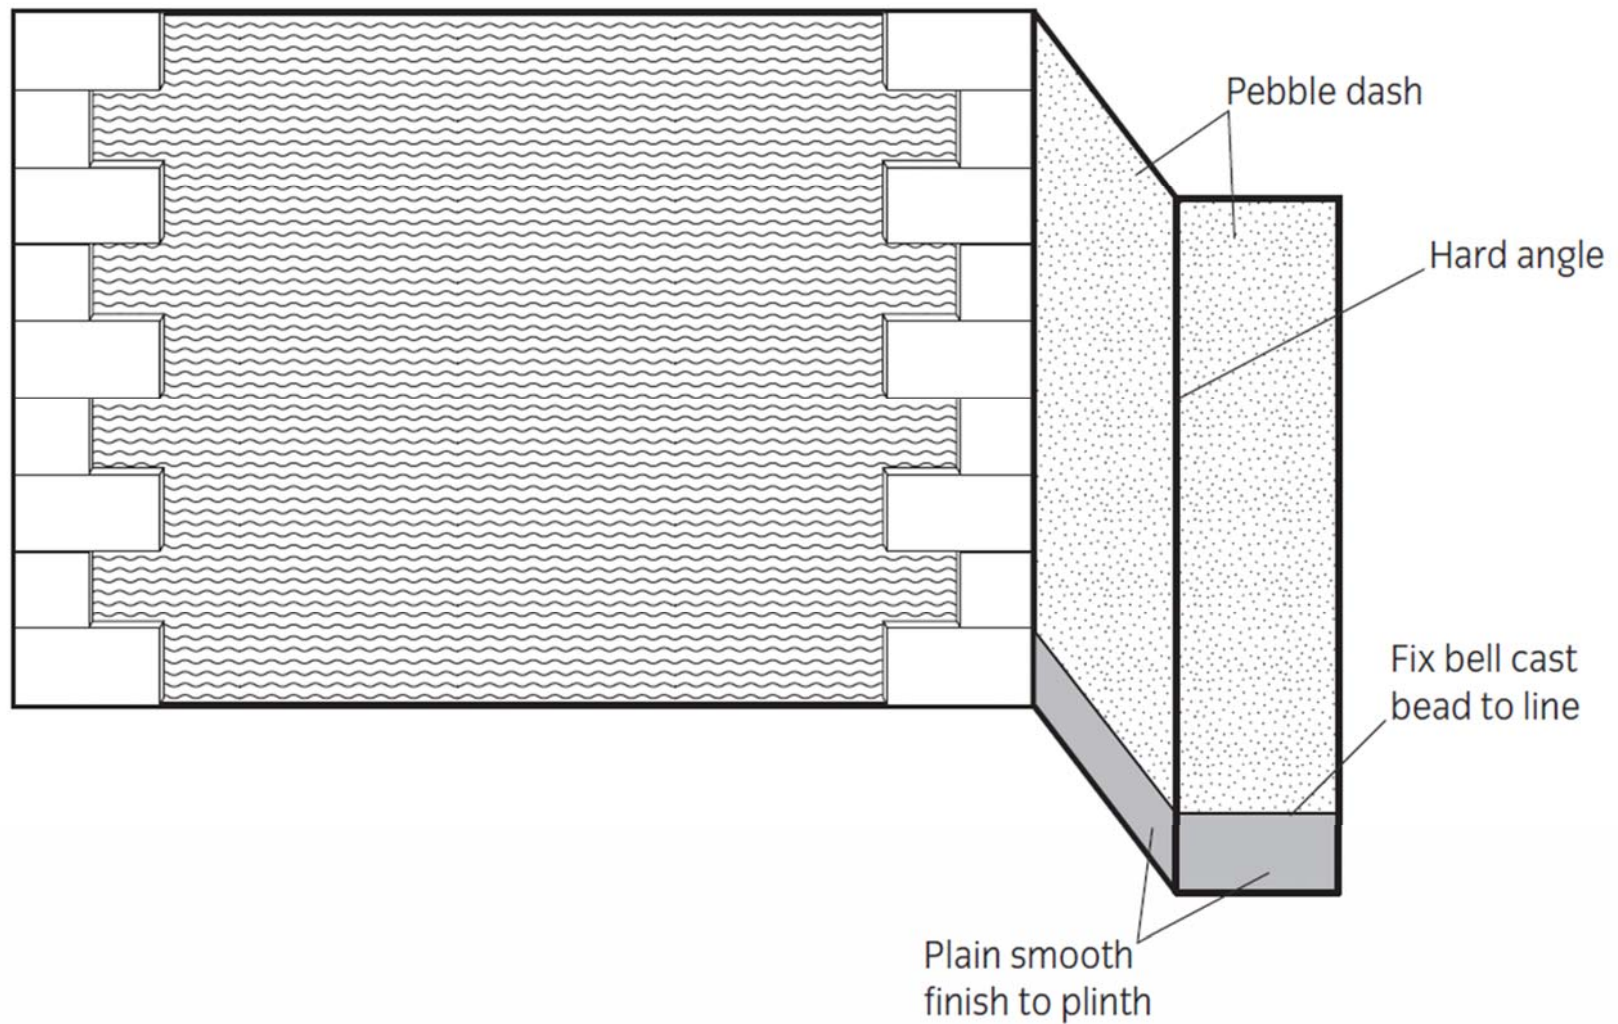 Pebble dash
Hard angle
Fix bell cast
bead to line
Plain smooth
finish to plinth